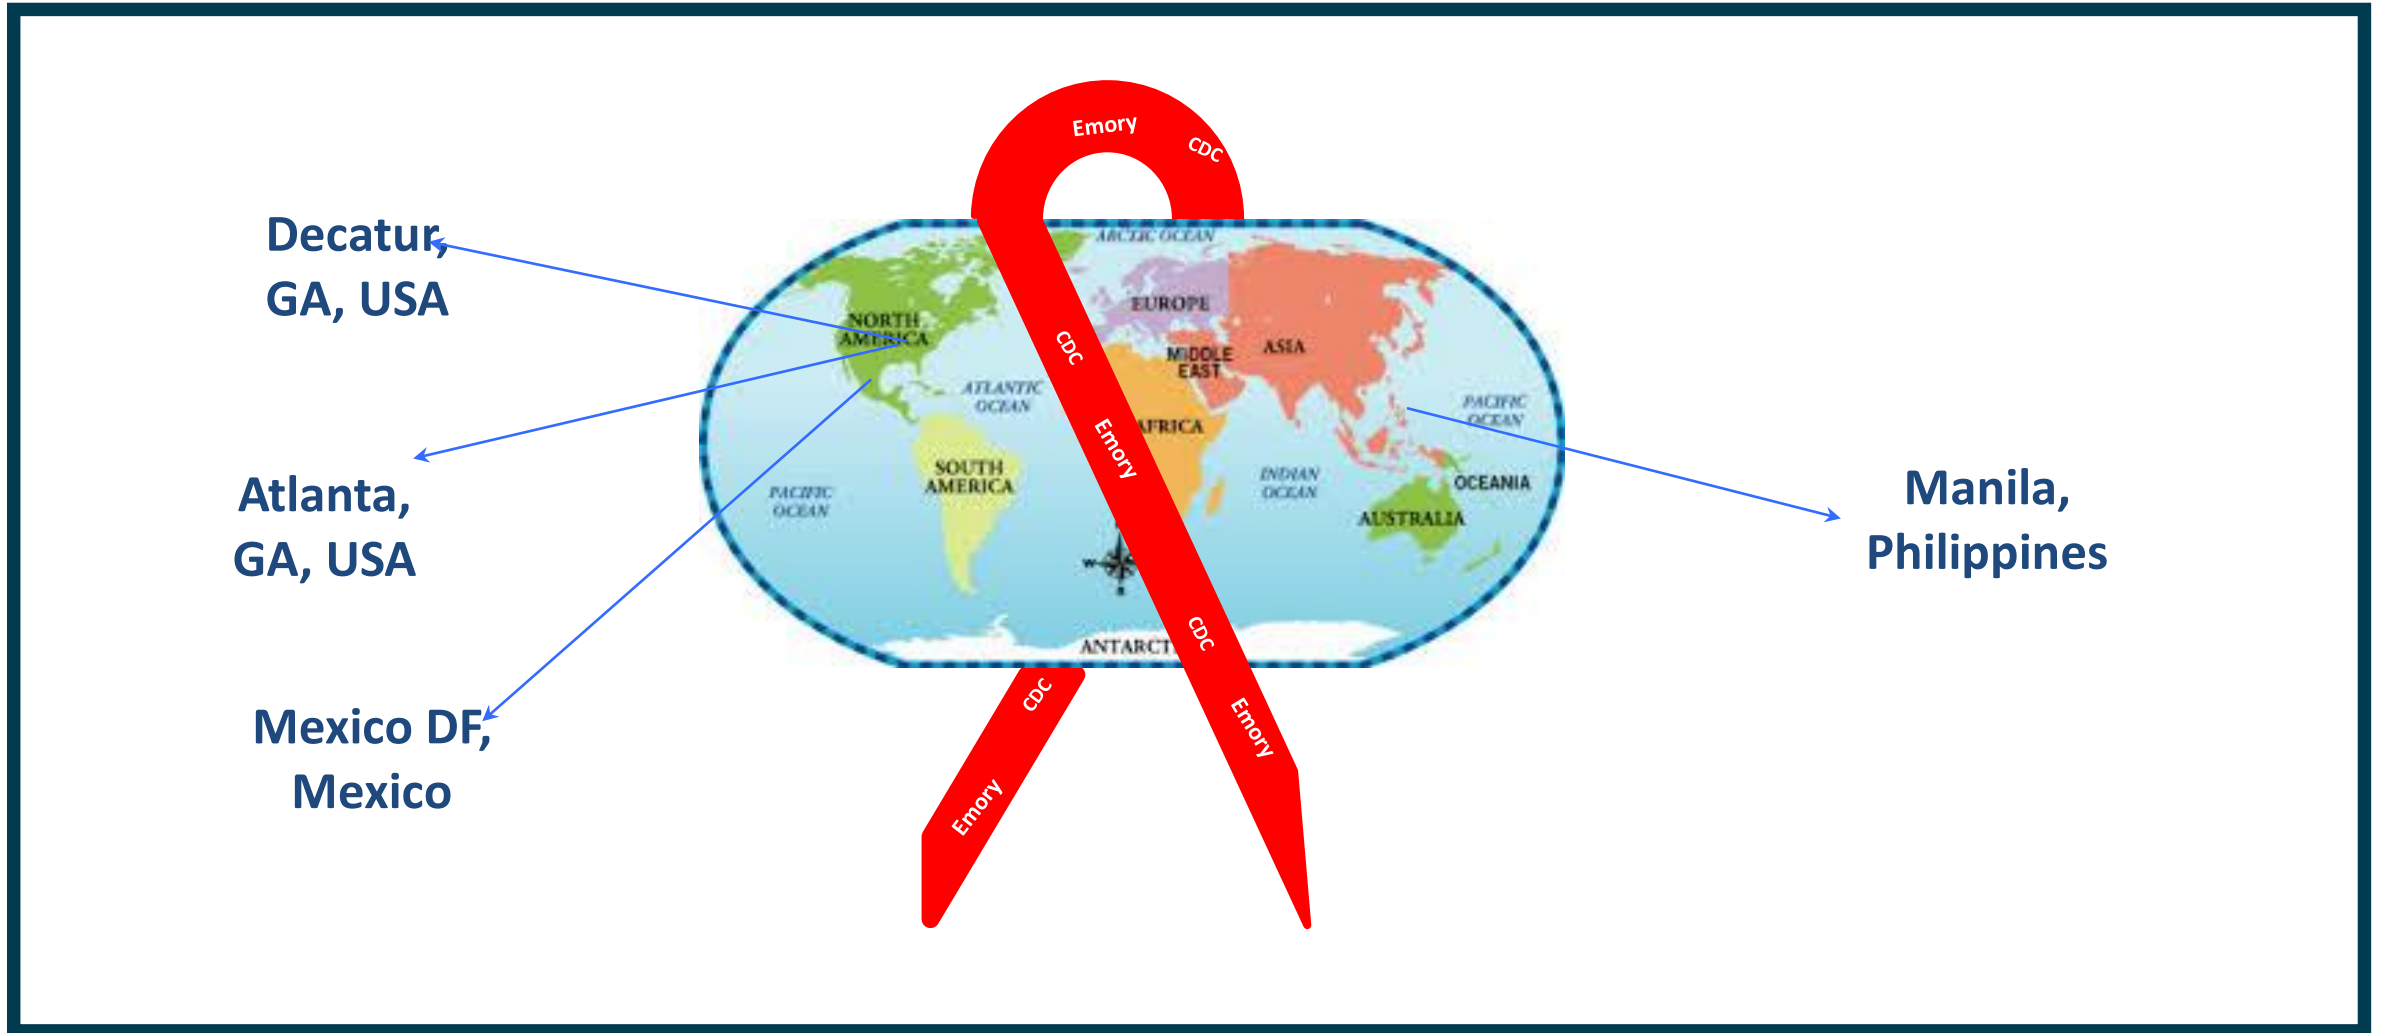 Emory
CDC
Decatur,
GA, USA
Atlanta,
GA, USA
Mexico DF,
Mexico
ARCTIC OCEAN
NORTH
AMERICA
EUROPE
ASIA
MIDDLE
EAST
ATLANTIC
OCEAN
PACIFIC
OCEAN
AFRICA
SOUTH
AMERICA
PACIFIC
OCEAN
INDIAN
OCEAN
OCEANIA
AUSTRALIA
W
ANTARCT
CDC
Emory
CDC
Emory
CDC
Emory
Manila,
Philippines